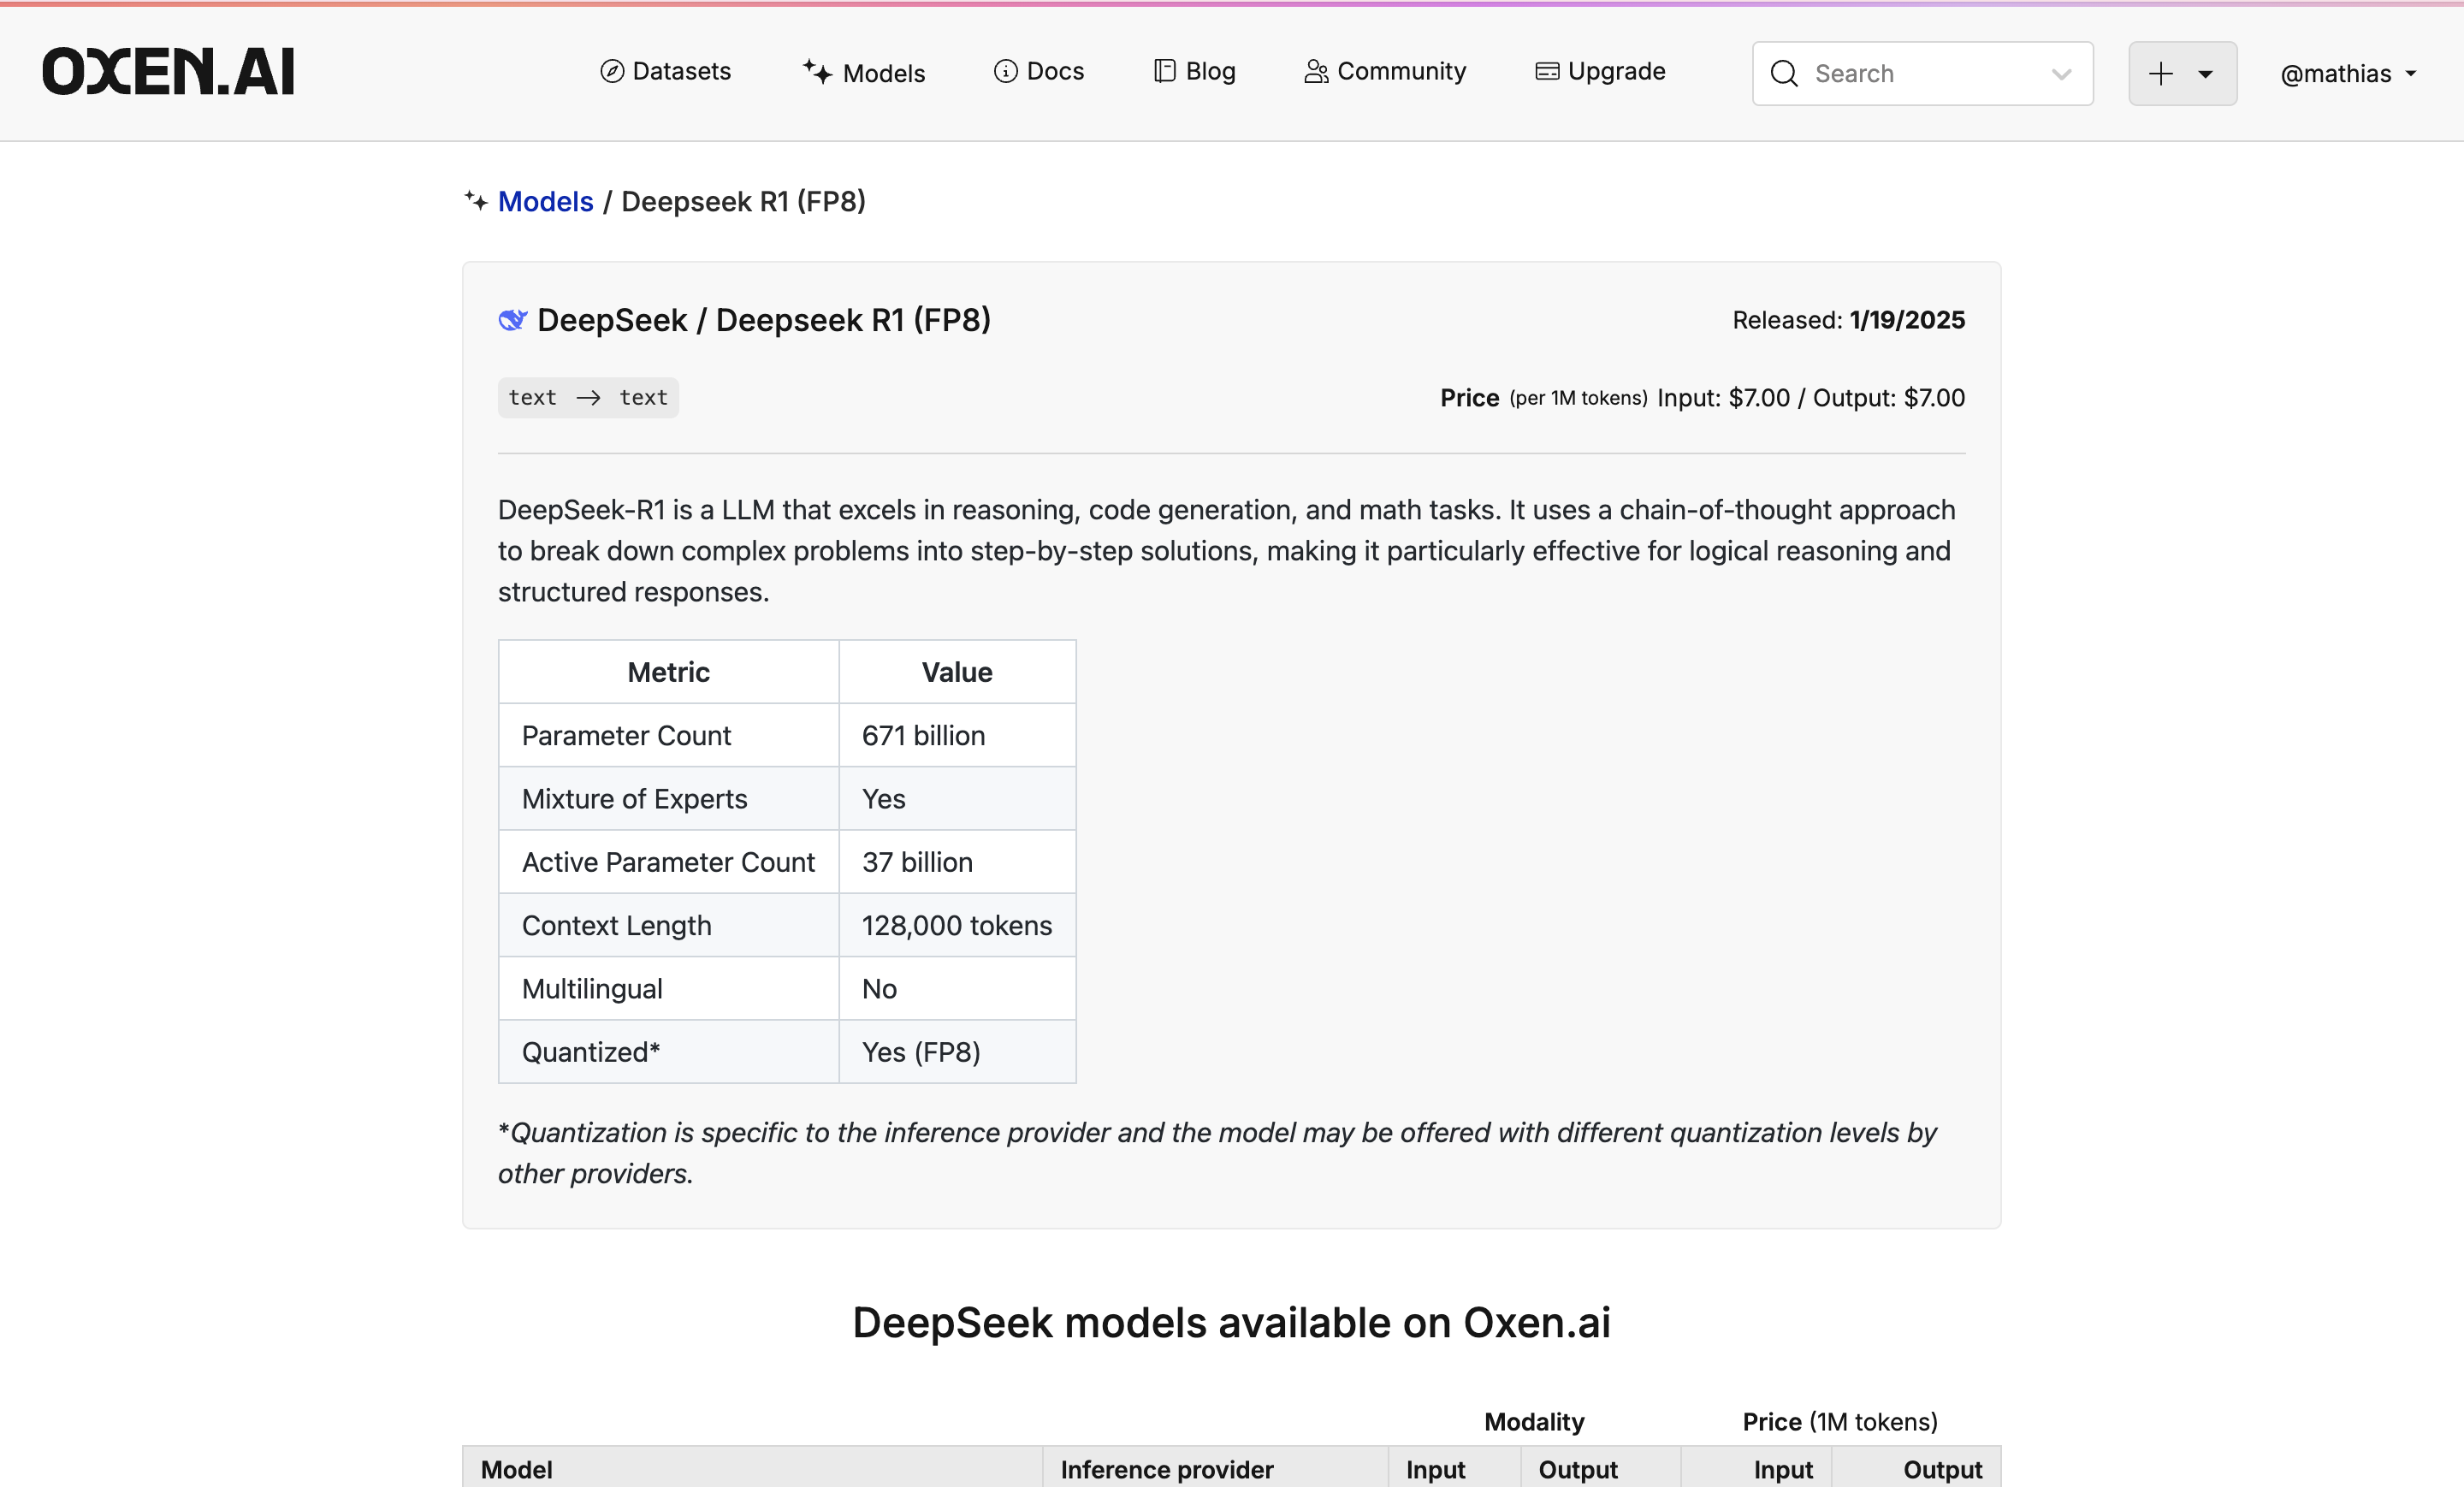 OXEN.AI
Datasets
Models
Docs
Blog
Community
Upgrade
Search
@mathias
Models / Deepseek R1 (FP8)
DeepSeek / Deepseek R1 (FP8)
Released: 1/19/2025
text → text
Price (per 1M tokens) Input: $7.00 / Output: $7.00
DeepSeek-R1 is a LLM that excels in reasoning, code generation, and math tasks. It uses a chain-of-thought approach
to break down complex problems into step-by-step solutions, making it particularly effective for logical reasoning and
structured responses.
Metric Value
Parameter Count 671 billion
Mixture of Experts Yes
Active Parameter Count 37 billion
Context Length 128,000 tokens
Multilingual No
Quantized* Yes (FP8)
*Quantization is specific to the inference provider and the model may be offered with different quantization levels by
other providers.
DeepSeek models available on Oxen.ai
Modality Price (1M tokens)
Model Inference provider Input Output Input Output